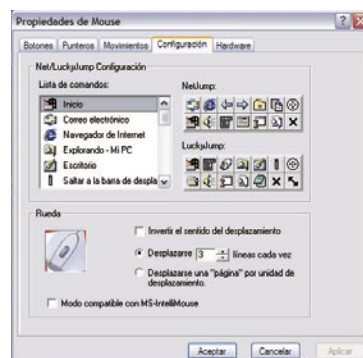 Propiedades de Mouse
Botones Punteros Movimientos Configuración Hardware
Net/LuckyJump Configuración
Lista de comandos:
NetJump:
Inicio
Correo electrónico
Navegador de Internet
Explorando - Mi PC
Escritorio
Saltar a la barra de despla
LuckyJump:
Rueda
Invertir el sentido del desplazamiento
Desplazarse 3 líneas cada vez
Desplazarse una "página" por unidad de
desplazamiento.
Modo compatible con MS-IntelliMouse
Aceptar Cancelar Aplicar